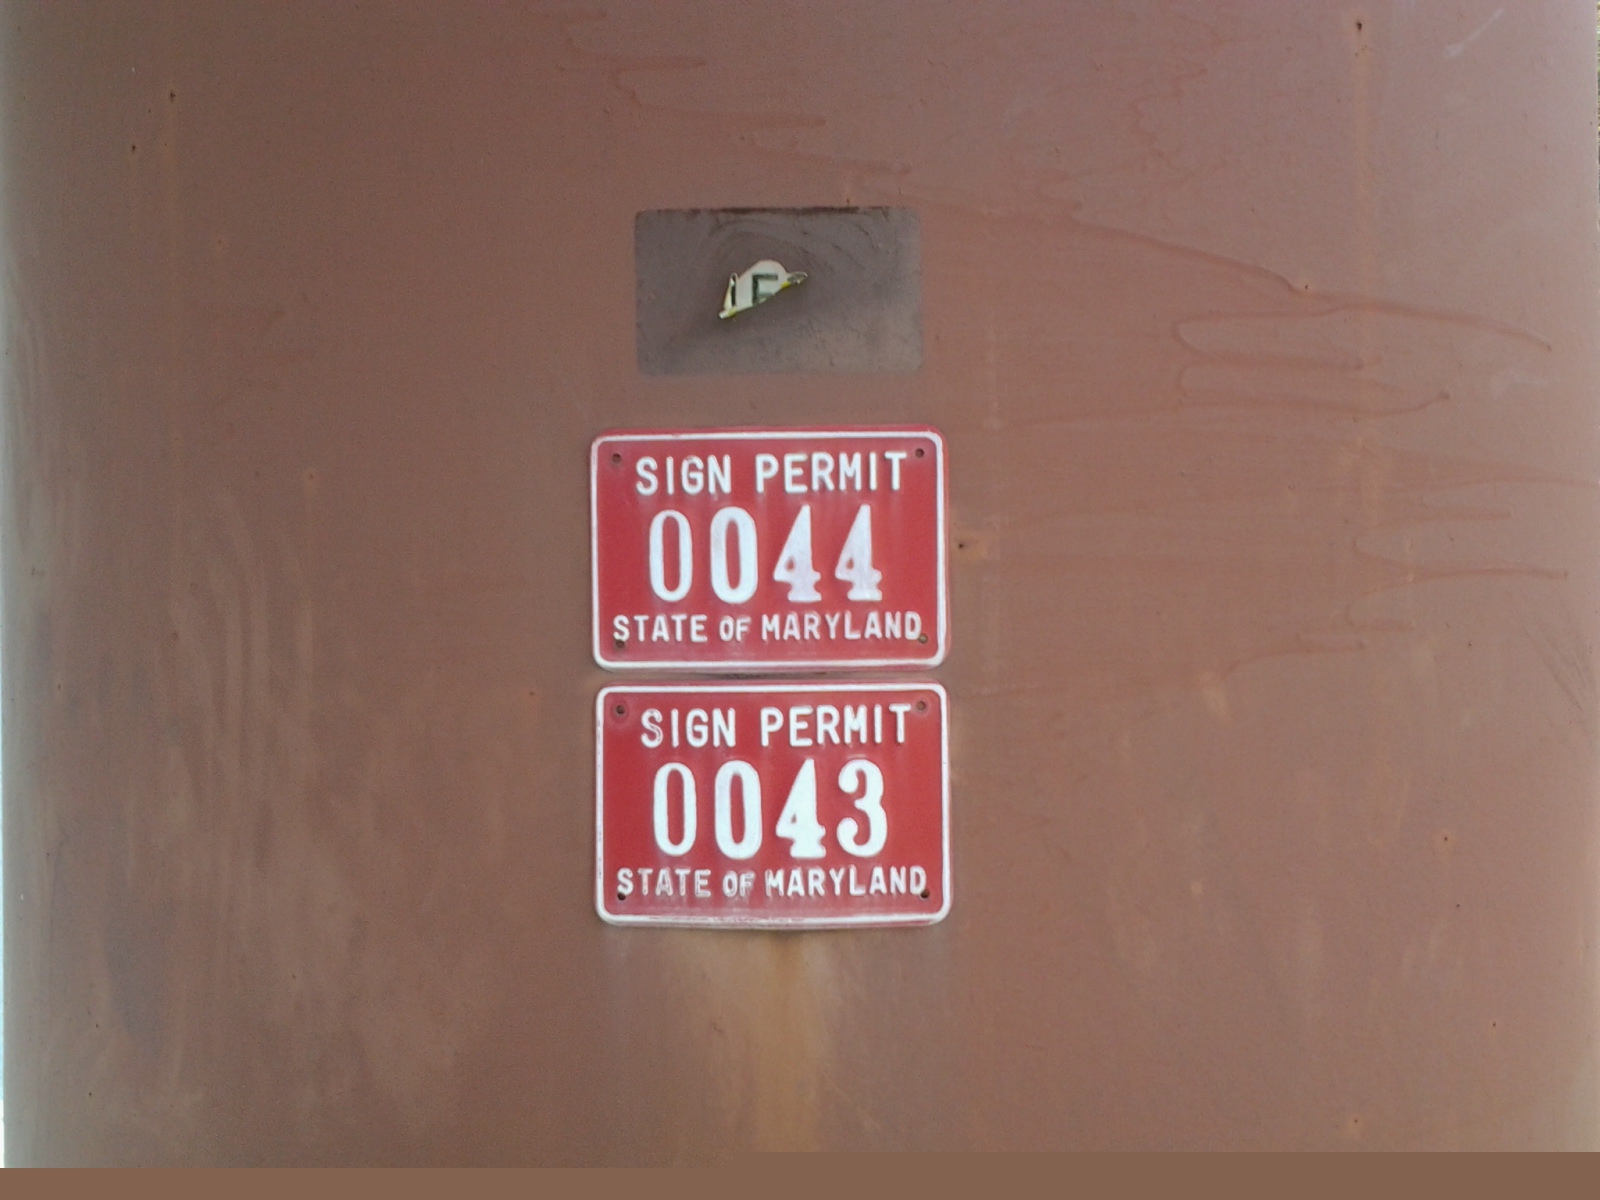 SIGN PERMIT
0044
STATE OF MARYLAND
SIGN PERMIT
0043
STATE OF MARYLAND